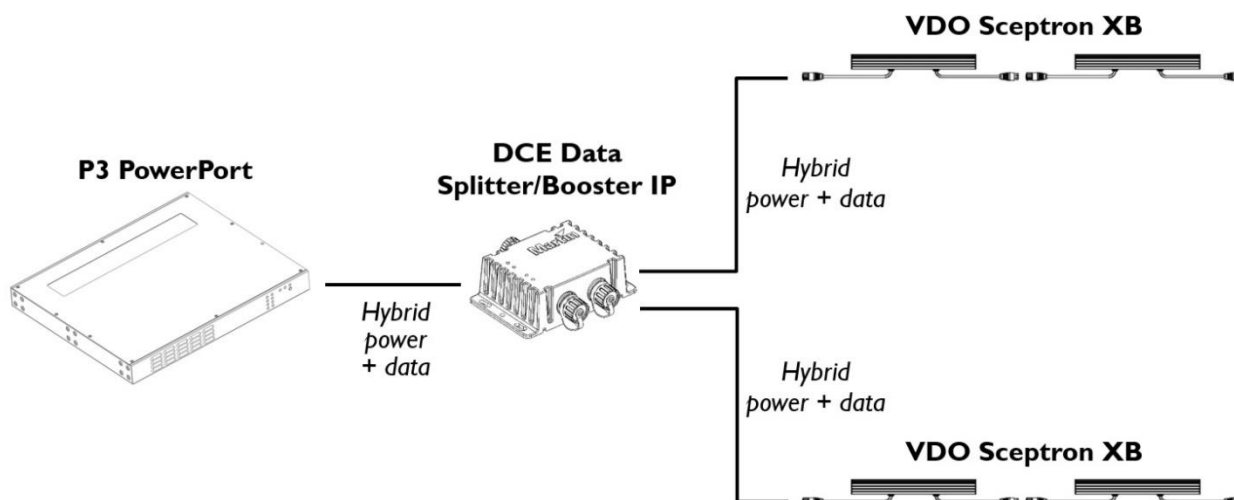 VDO Sceptron XB
P3 PowerPort
DCE Data
Splitter/Booster IP
Martin
Hybrid
power + data
Hybrid
power
+ data
Hybrid
power + data
VDO Sceptron XB